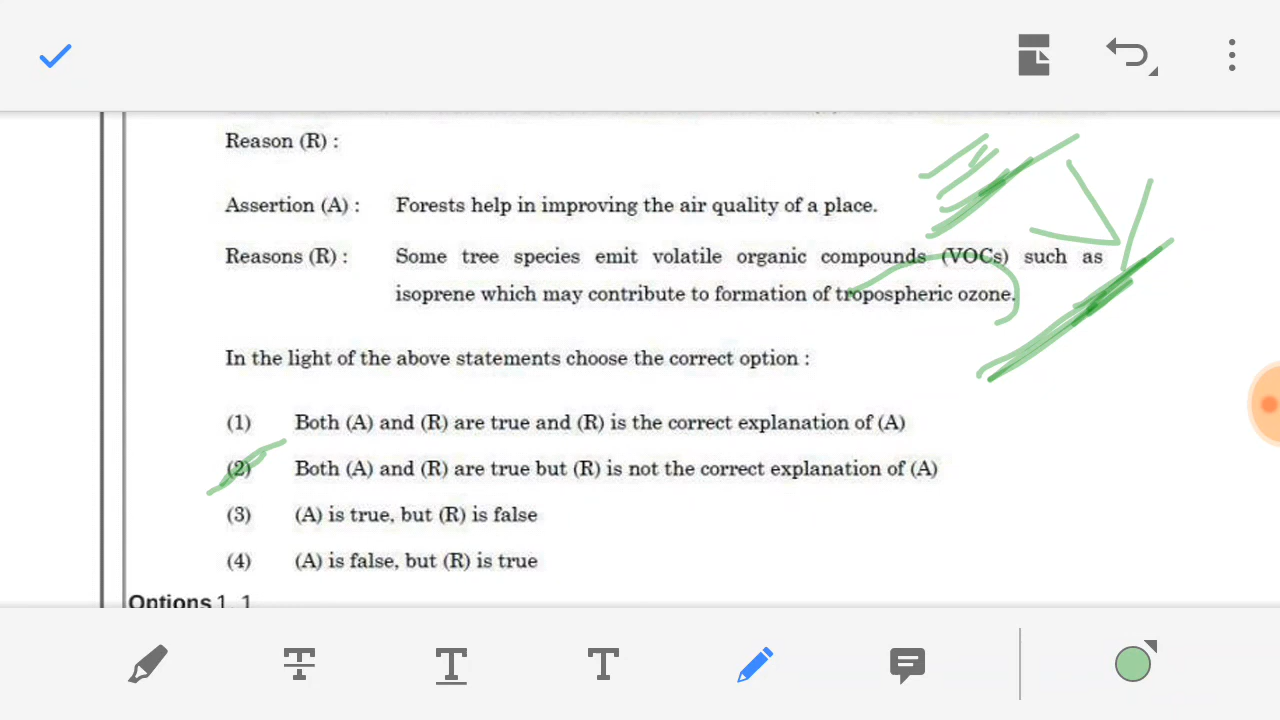 Reason (R) :
Assertion (A) : Forests help in improving the air quality of a place.
Reasons (R) : Some tree species emit volatile organic compounds (VOCs) such as
isoprene which may contribute to formation of tropospheric ozone.
In the light of the above statements choose the correct option :
(1) Both (A) and (R) are true and (R) is the correct explanation of (A)
(2) Both (A) and (R) are true but (R) is not the correct explanation of (A)
(3) (A) is true, but (R) is false
(4) (A) is false, but (R) is true
Options 1. 1
T T T